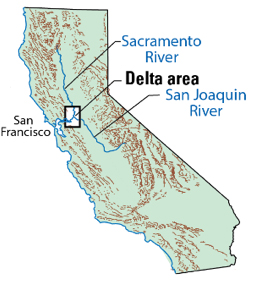 Sacramento
River
Delta area
San Joaquin
River
San
Francisco